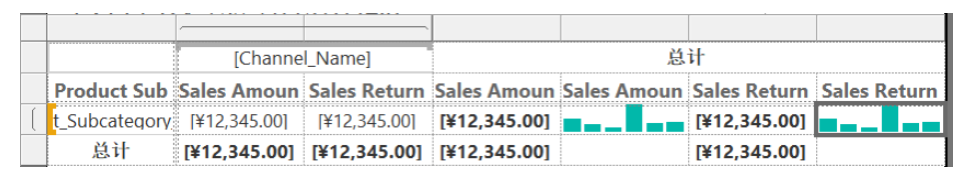 [Channel_Name] 总计
Product Sub Sales Amoun Sales Return Sales Amoun Sales Amoun Sales Return Sales Return
t_Subcategory [¥12,345.00] [¥12,345.00] [¥12,345.00] [¥12,345.00]
总计 [¥12,345.00] [¥12,345.00] [¥12,345.00] [¥12,345.00]